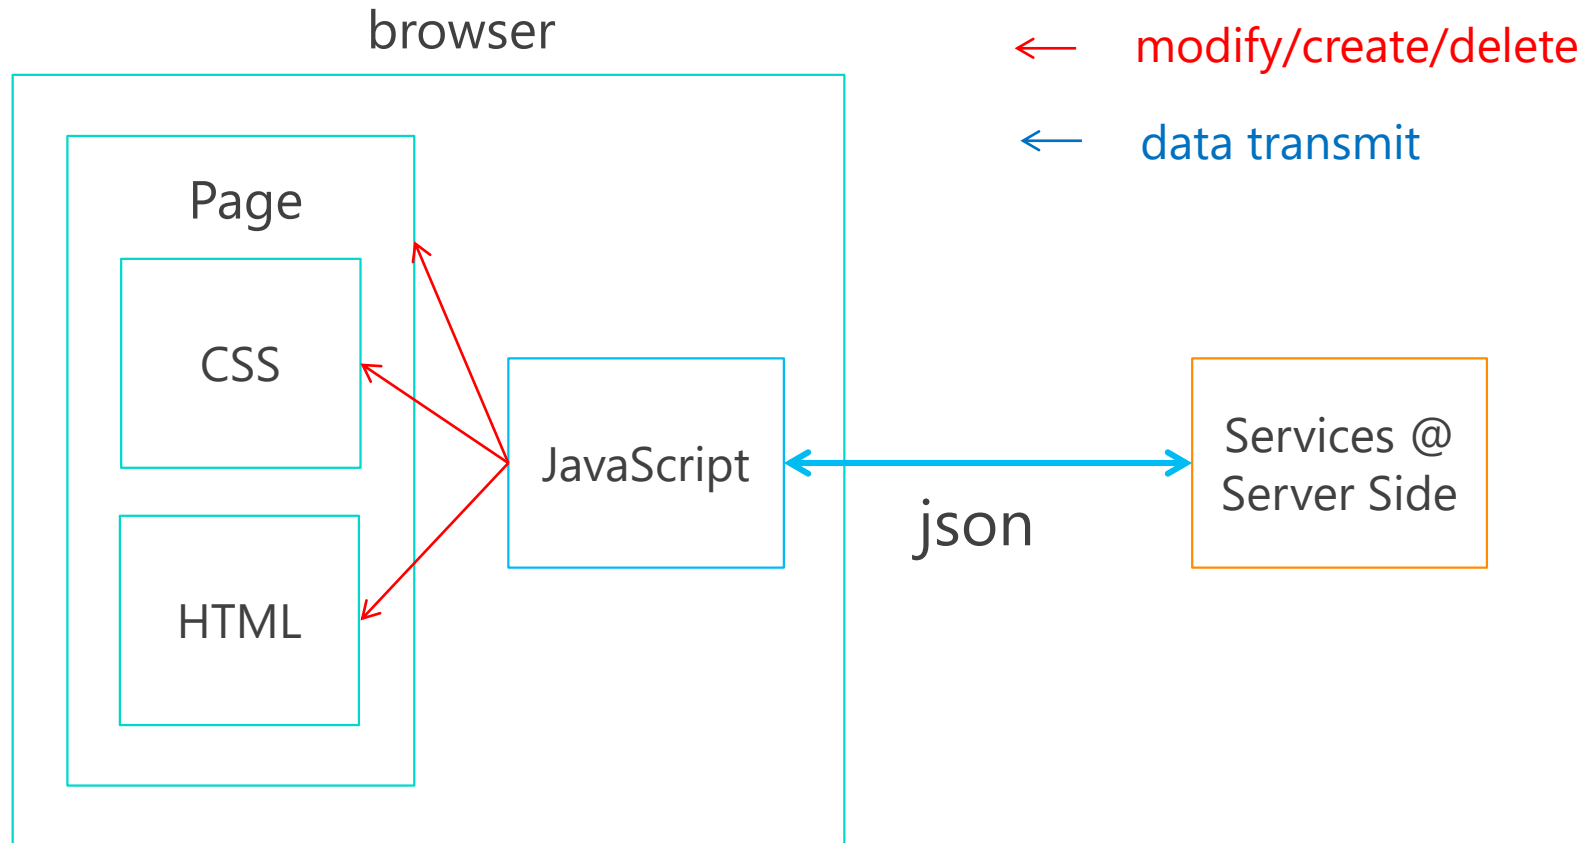 browser
modify/create/delete
data transmit
Page
CSS
JavaScript
json
Services @
Server Side
HTML